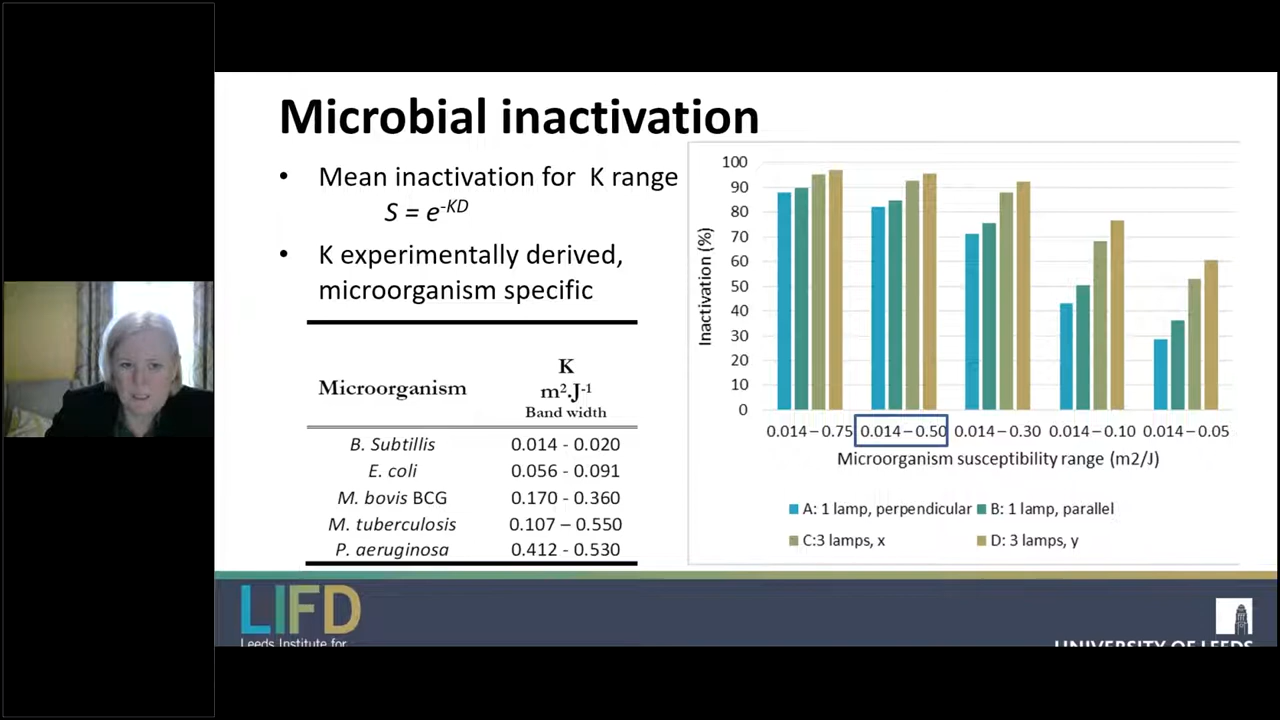 Microbial inactivation
• Mean inactivation for K range
S = e-KD
• K experimentally derived,
microorganism specific
Microorganism
K
m2.J-1
Band width
B. Subtillis 0.014 - 0.020
E. coli 0.056 - 0.091
M. bovis BCG 0.170 - 0.360
M. tuberculosis 0.107 – 0.550
P. aeruginosa 0.412 - 0.530
Inactivation (%)
100
90
80
70
60
50
40
30
20
10
0
0.014 – 0.75 0.014 – 0.50 0.014 – 0.30 0.014 – 0.10 0.014 – 0.05
Microorganism susceptibility range (m2/J)
A: 1 lamp, perpendicular B: 1 lamp, parallel
C:3 lamps, x D: 3 lamps, y
LIFD
Leeds Institute for
UNIVERSITY OF LEEDS